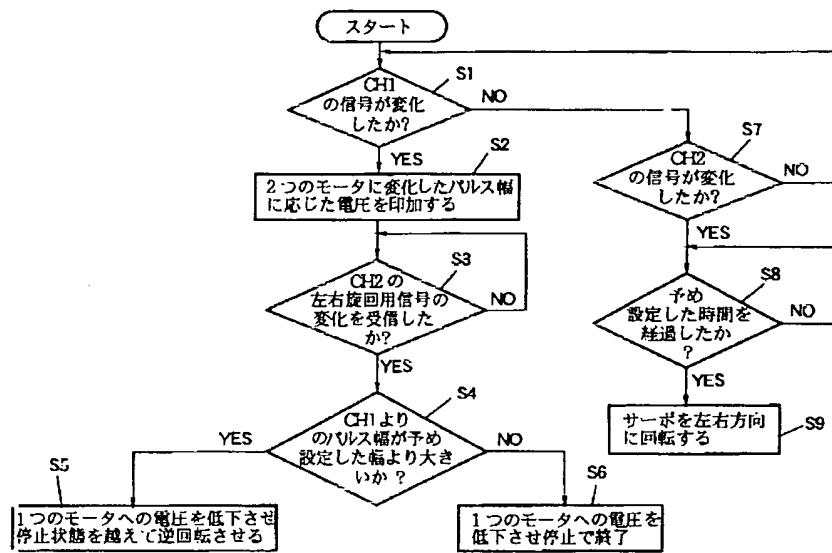 スタート
S1
CH1
の信号が変化
したか?
NO
YES
S2
2つのモータに変化したパルス幅
に応じた電圧を印加する
S3
CH2の
左右旋回用信号の
変化を受信した
か?
NO
YES
S4
CH1より
のパルス幅が予め
設定した幅より大き
いか?
YES
NO
S5
1つのモータへの電圧を低下させ
停止状態を越えて逆回転させる
S6
1つのモータへの電圧を
低下させ停止で終了
S7
CH2
の信号が変化
したか?
NO
YES
S8
予め
設定した時間を
経過したか
?
NO
YES
サーボを左右方向
に回転する
S9